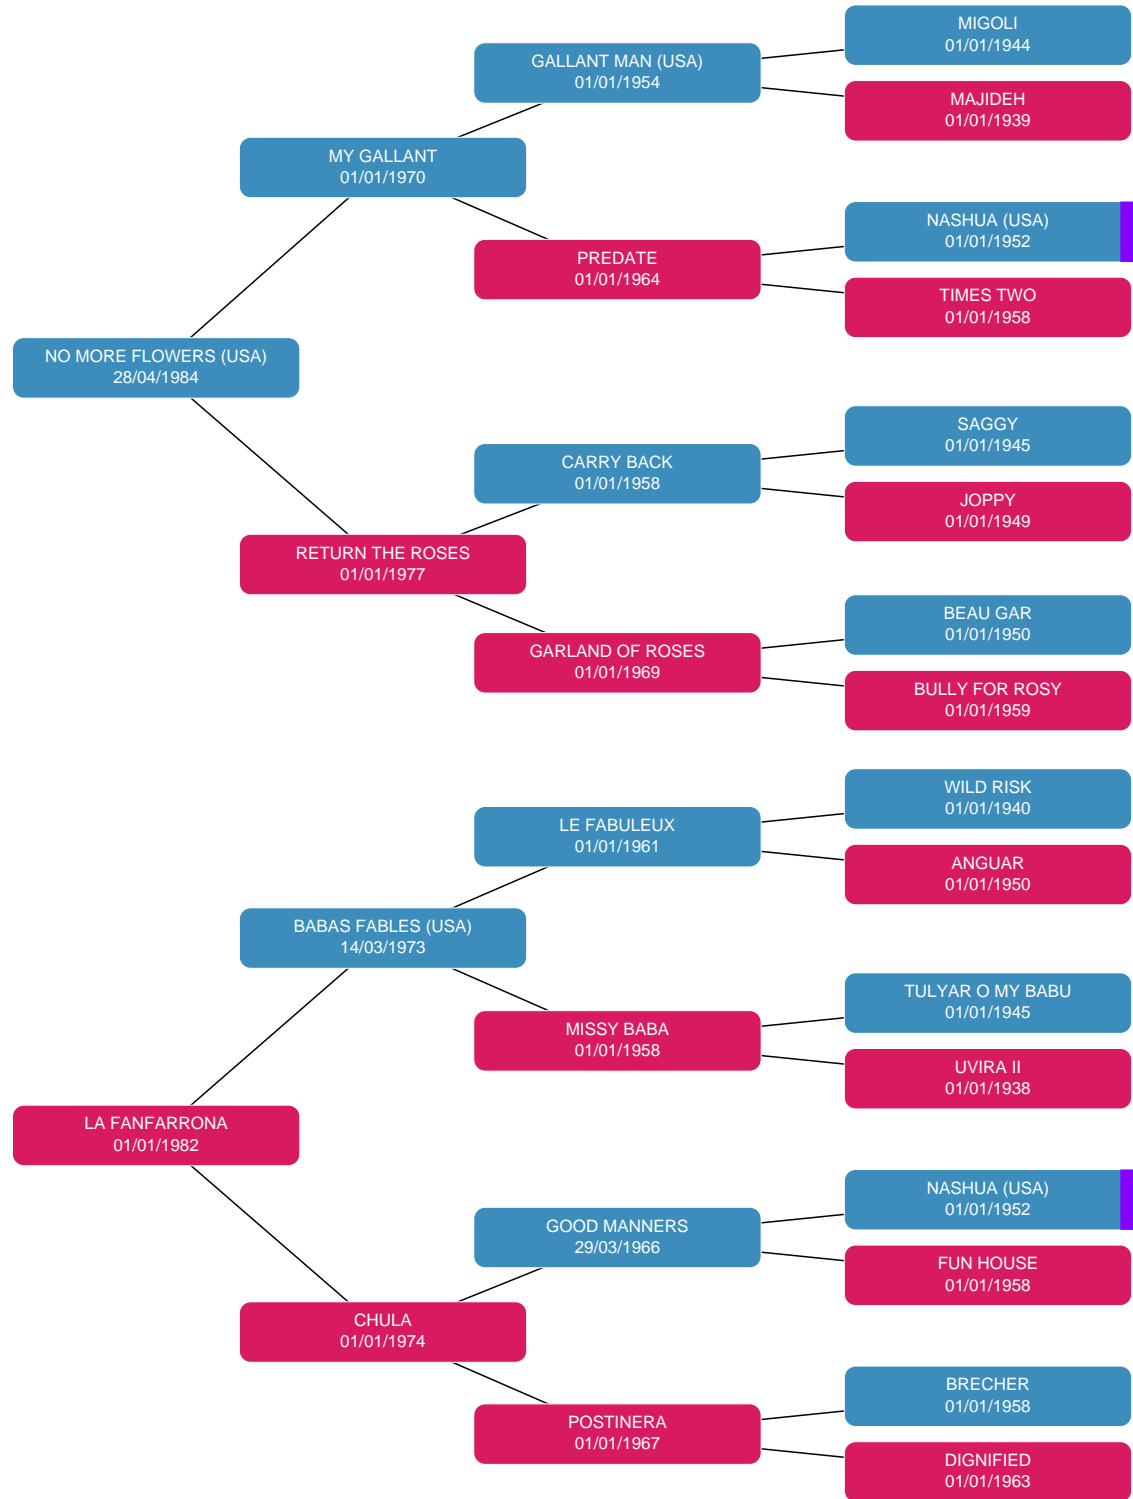 MIGOLI
01/01/1944
GALLANT MAN (USA)
01/01/1954
MAJIDEH
01/01/1939
MY GALLANT
01/01/1970
NASHUA (USA)
01/01/1952
PREDATE
01/01/1964
TIMES TWO
01/01/1958
NO MORE FLOWERS (USA)
28/04/1984
SAGGY
01/01/1945
CARRY BACK
01/01/1958
JOPPY
01/01/1949
RETURN THE ROSES
01/01/1977
BEAU GAR
01/01/1950
GARLAND OF ROSES
01/01/1969
BULLY FOR ROSY
01/01/1959
WILD RISK
01/01/1940
LE FABULEUX
01/01/1961
ANGUAR
01/01/1950
BABAS FABLES (USA)
14/03/1973
TULYAR O MY BABU
01/01/1945
MISSY BABA
01/01/1958
UVIRA II
01/01/1938
LA FANFARRONA
01/01/1982
NASHUA (USA)
01/01/1952
GOOD MANNERS
29/03/1966
FUN HOUSE
01/01/1958
CHULA
01/01/1974
BRECHER
01/01/1958
POSTINERA
01/01/1967
DIGNIFIED
01/01/1963